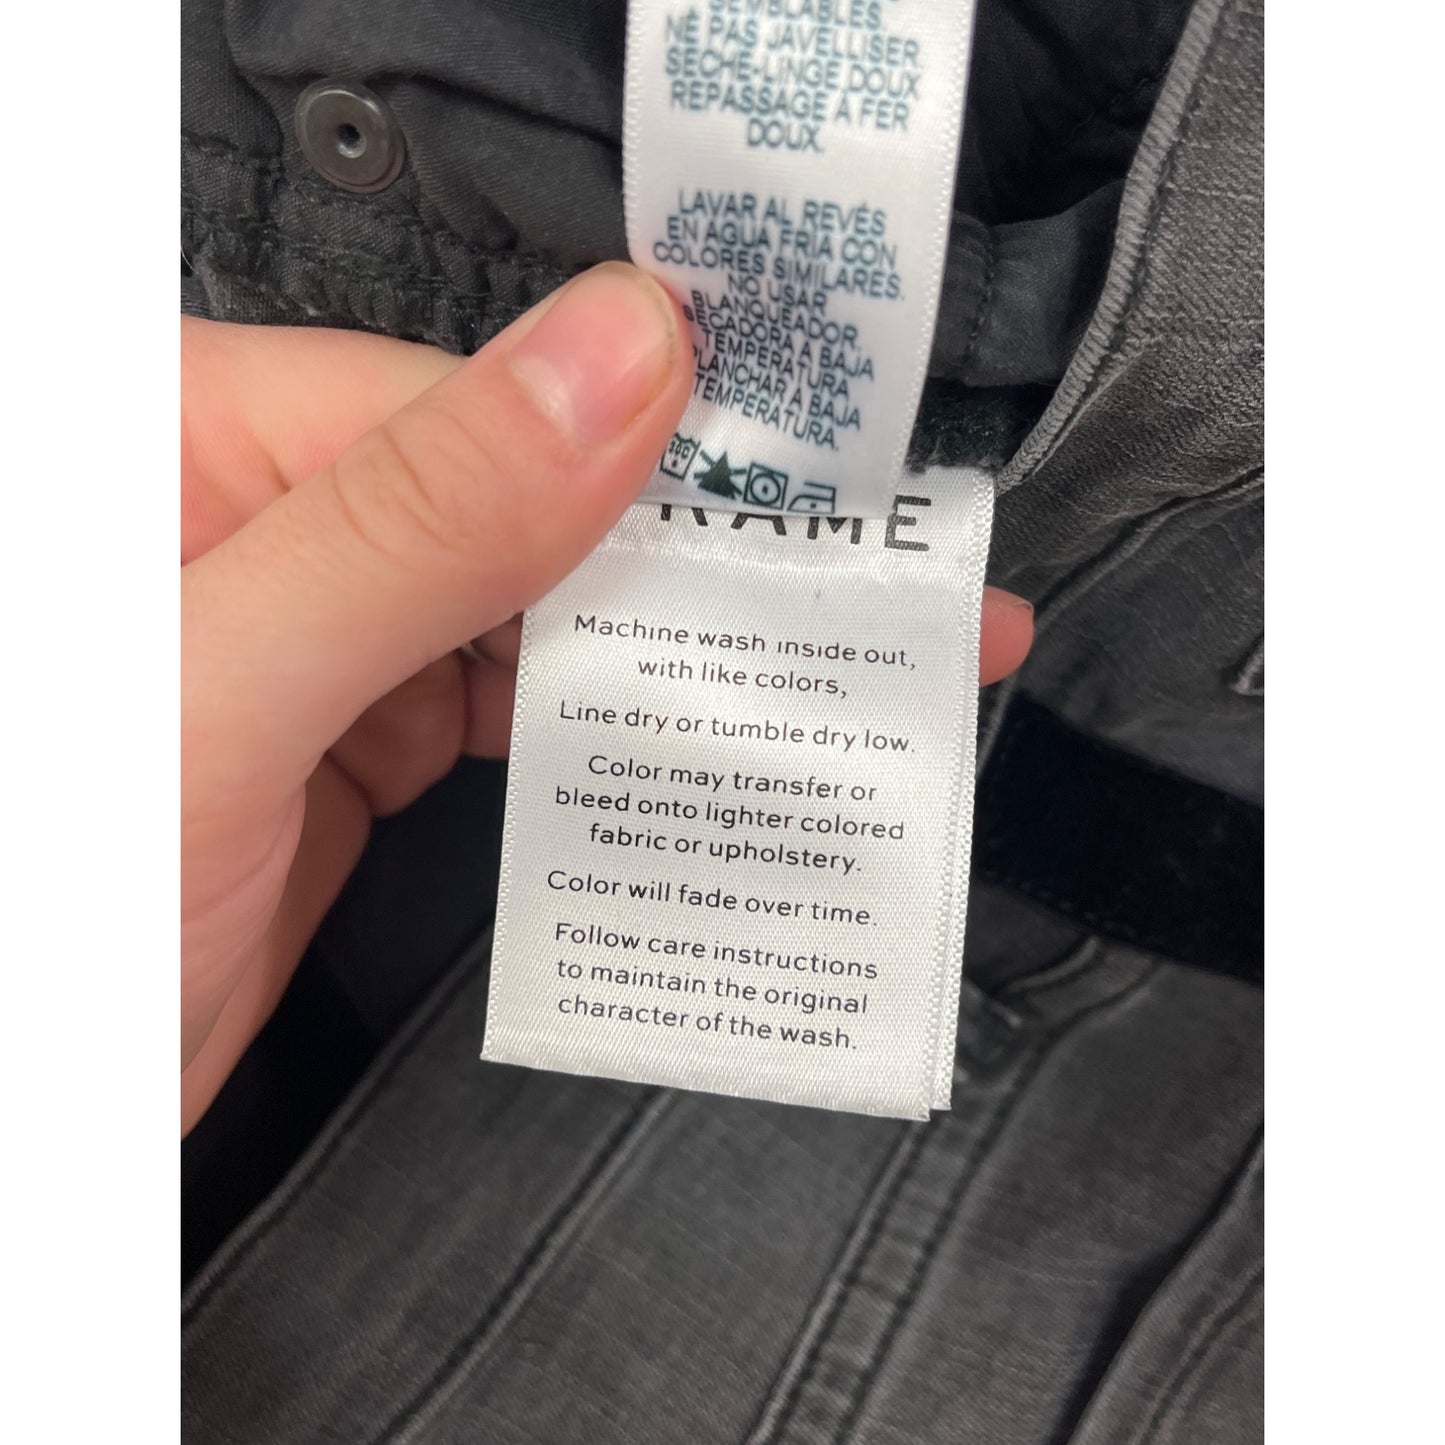 SEMBLABLES.
NE PAS JAVELLISER
SÈCHE-LINGE DOUX
REPASSAGE À FER
DOUX.
LAVAR AL REVÉS
EN AGUA FRÍA CON
COLORES SIMILARES.
NO USAR
BLANQUEADOR.
SECADORA A BAJA
TEMPERATURA
PLANCHAR A BAJA
TEMPERATURA.
30C
RAME
Machine wash inside out,
with like colors,
Line dry or tumble dry low.
Color may transfer or
bleed onto lighter colored
fabric or upholstery.
Color will fade over time.
Follow care instructions
to maintain the original
character of the wash.